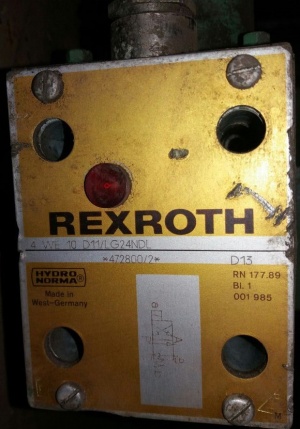 REXROTH
4 WE 10 D11/LG24NDL
*472800/2* D13
HYDRO NORMA®
Made in
West-Germany
RN 177.89
Bl. 1
001 985